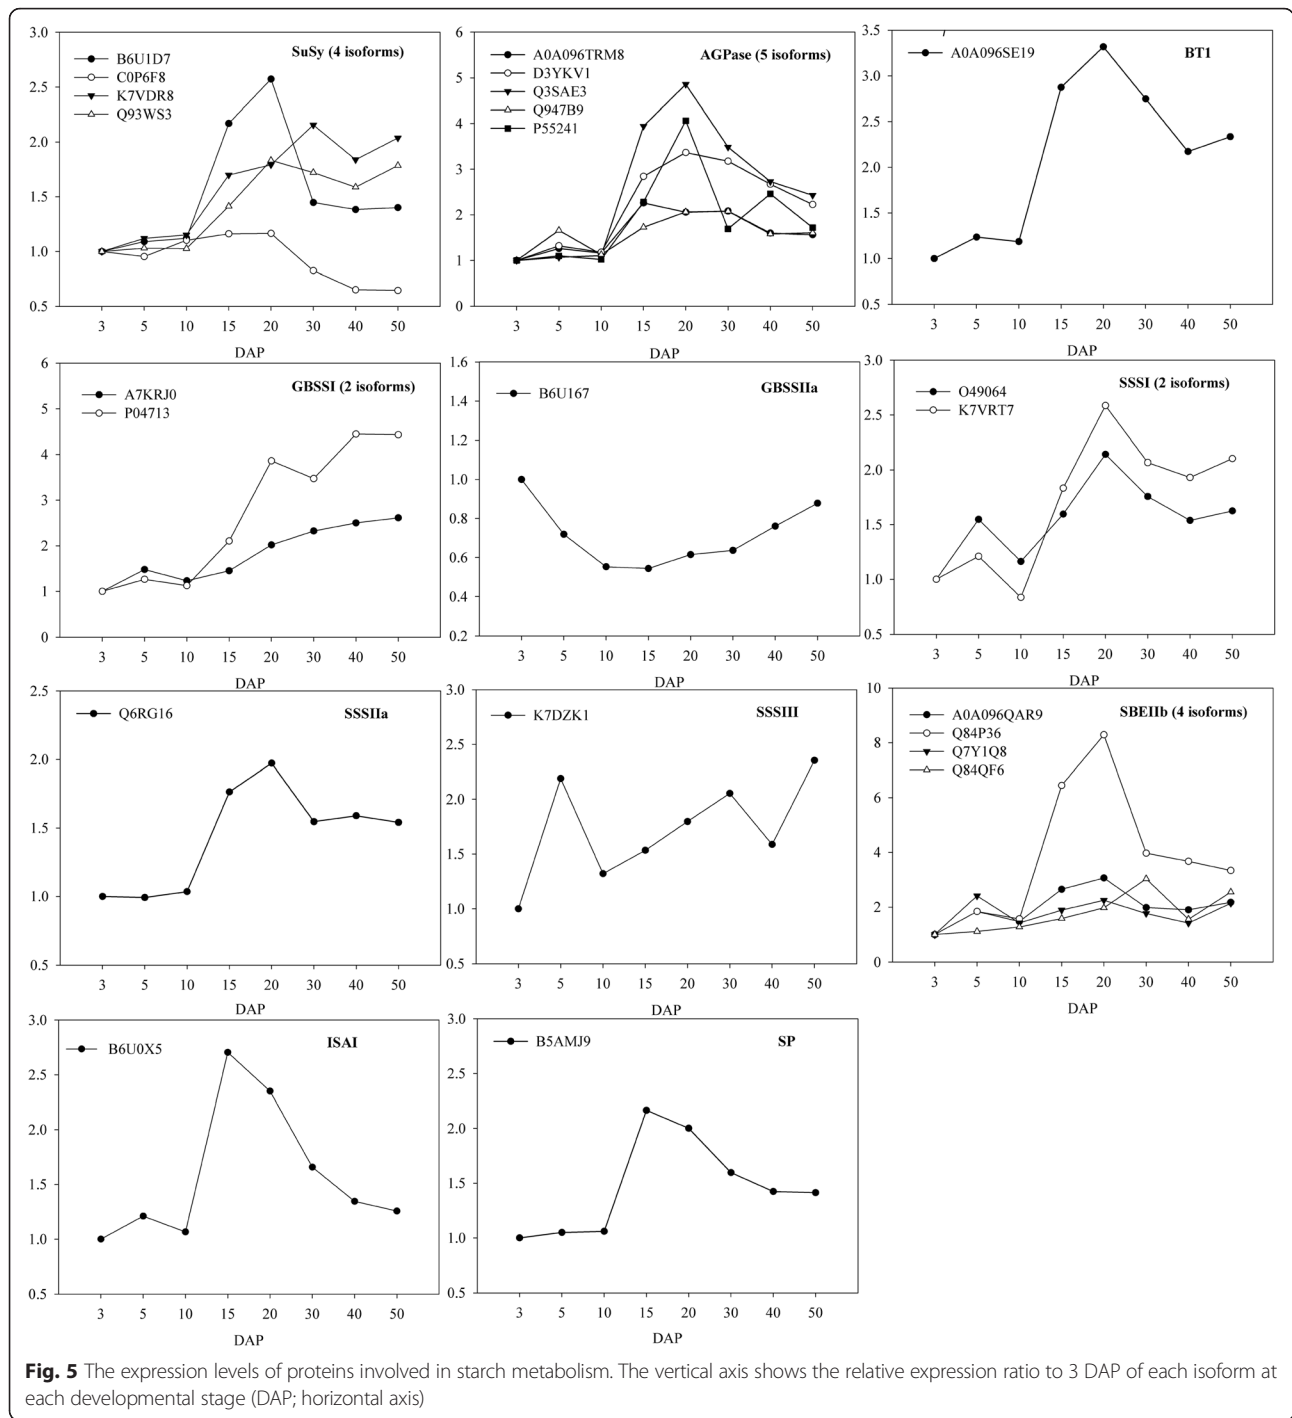 SuSy (4 isoforms)
B6U1D7
C0P6F8
K7VDR8
Q93WS3
3.0
2.5
2.0
1.5
1.0
0.5
3 5 10 15 20 30 40 50
DAP
AGPase (5 isoforms)
A0A096TRM8
D3YKV1
Q3SAE3
Q947B9
P55241
6
5
4
3
2
1
0
3 5 10 15 20 30 40 50
DAP
A0A096SE19 BT1
3.5
3.0
2.5
2.0
1.5
1.0
0.5
3 5 10 15 20 30 40 50
DAP
GBSSI (2 isoforms)
A7KRJ0
P04713
6
5
4
3
2
1
0
3 5 10 15 20 30 40 50
DAP
GBSSIIa
B6U167
1.6
1.4
1.2
1.0
0.8
0.6
0.4
0.2
3 5 10 15 20 30 40 50
DAP
SSSI (2 isoforms)
O49064
K7VRT7
3.0
2.5
2.0
1.5
1.0
0.5
3 5 10 15 20 30 40 50
DAP
Q6RG16 SSSIIa
2.5
2.0
1.5
1.0
0.5
3 5 10 15 20 30 40 50
DAP
K7DZK1 SSSIII
3.0
2.5
2.0
1.5
1.0
0.5
3 5 10 15 20 30 40 50
DAP
SBEIIb (4 isoforms)
A0A096QAR9
Q84P36
Q7Y1Q8
Q84QF6
10
8
6
4
2
0
3 5 10 15 20 30 40 50
DAP
B6U0X5 ISAI
3.0
2.5
2.0
1.5
1.0
0.5
3 5 10 15 20 30 40 50
DAP
B5AMJ9 SP
3.0
2.5
2.0
1.5
1.0
0.5
3 5 10 15 20 30 40 50
DAP
Fig. 5 The expression levels of proteins involved in starch metabolism. The vertical axis shows the relative expression ratio to 3 DAP of each isoform at
each developmental stage (DAP; horizontal axis)